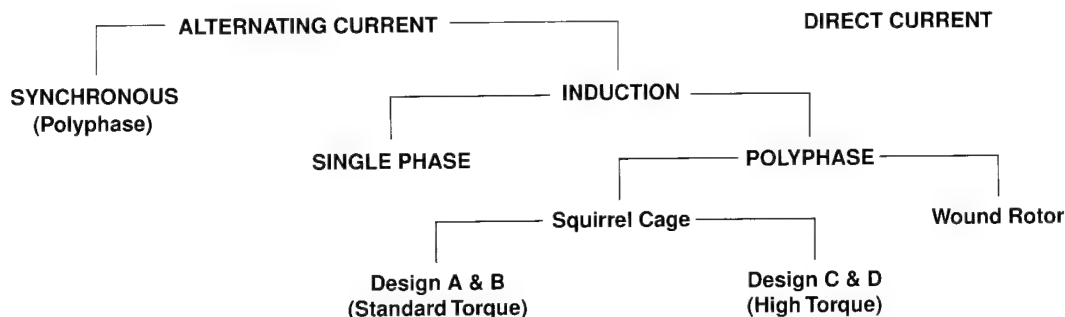 ALTERNATING CURRENT
DIRECT CURRENT
SYNCHRONOUS
(Polyphase)
INDUCTION
SINGLE PHASE
POLYPHASE
Squirrel Cage
Wound Rotor
Design A & B
(Standard Torque)
Design C & D
(High Torque)